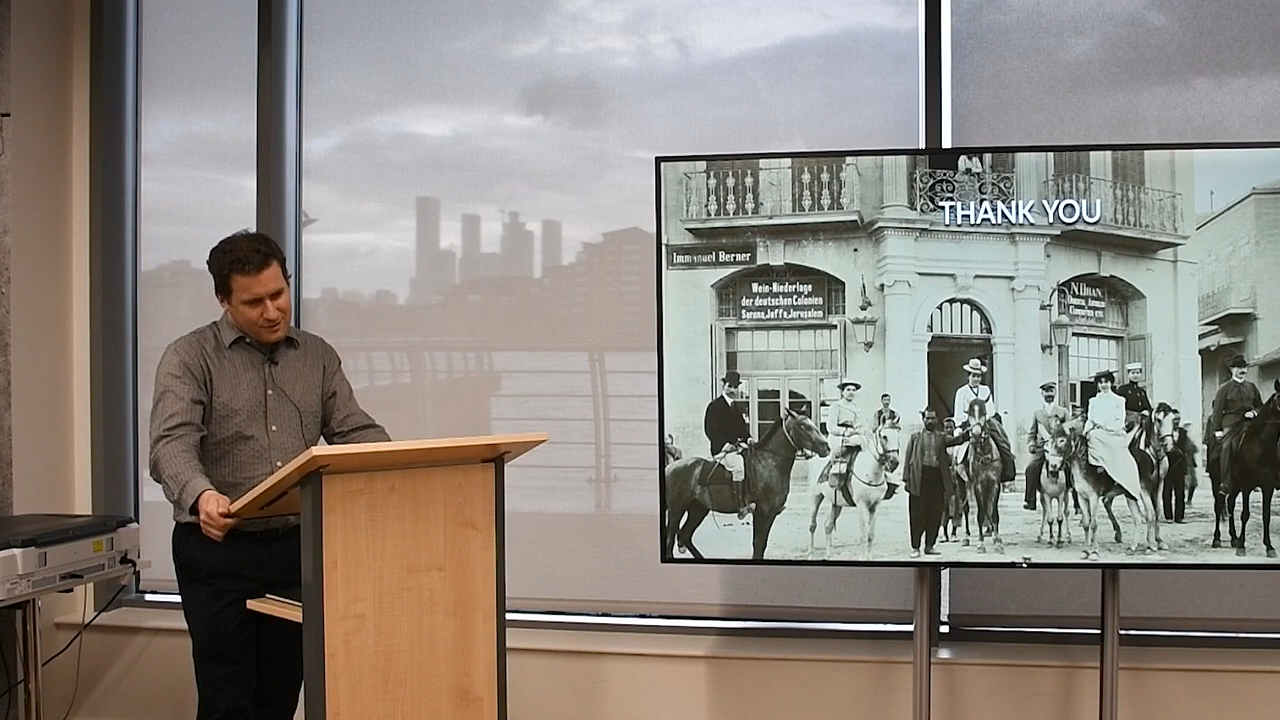 THANK YOU
Immanuel Berner
Wein-Niederlage
der deutschen Colonien
Sarona, Jaffa, Jerusalem